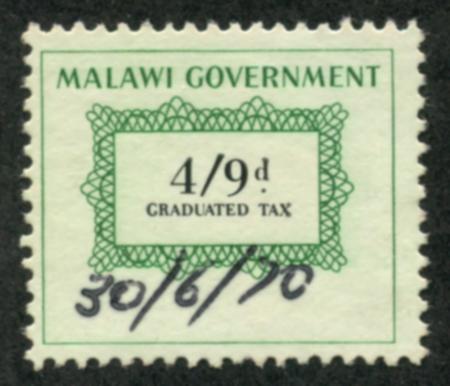 MALAWI GOVERNMENT
4/9d.
GRADUATED TAX
30/6/70